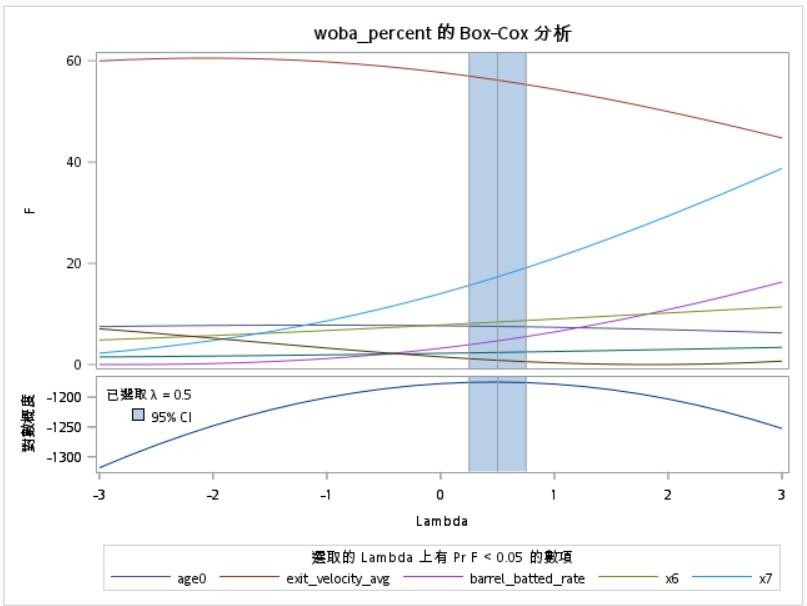 woba_percent 的 Box-Cox 分析
60
40
F
20
0
已選取 λ = 0.5
95% CI
對數概度
-1200
-1250
-1300
-3 -2 -1 0 1 2 3
Lambda
選取的 Lambda 上有 Pr F < 0.05 的數項
age0 exit_velocity_avg barrel_batted_rate x6 x7